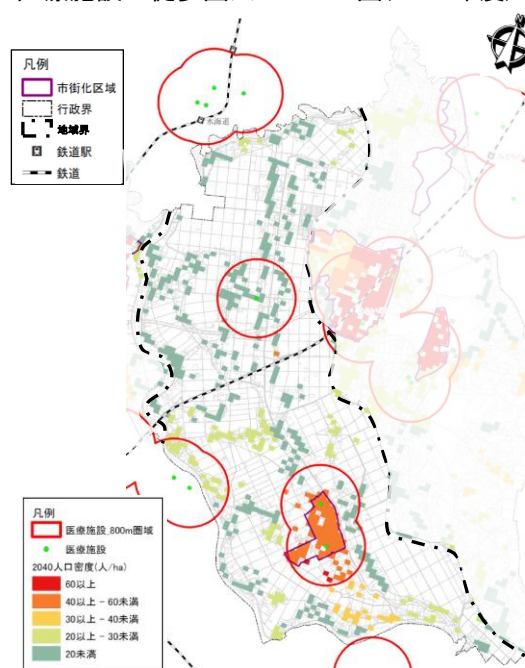 凡例
市街化区域
行政界
地域界
鉄道駅
鉄道
水海道
凡例
医療施設_800m圏域
医療施設
2040人口密度(人/ha)
60以上
40以上 - 60未満
30以上 - 40未満
20以上 - 30未満
20未満